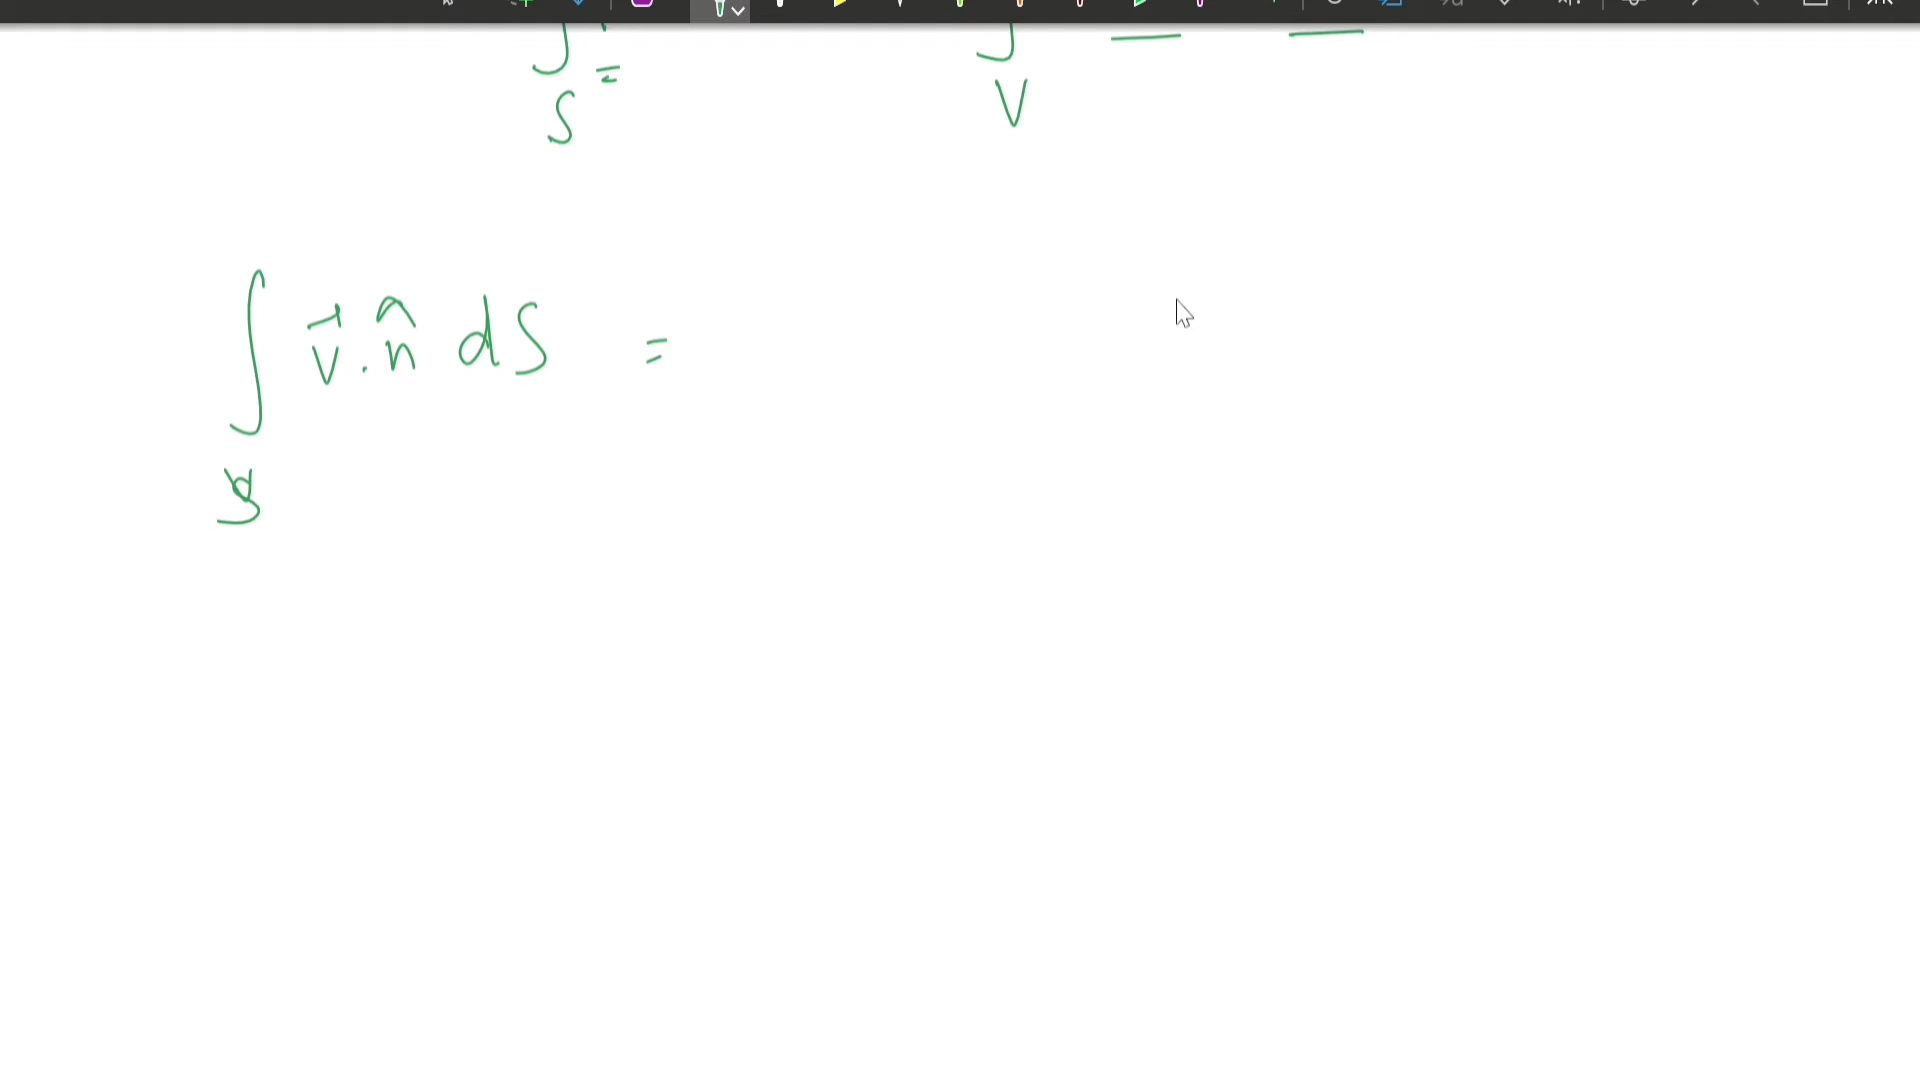 ∫ = ∫ — —
S V
∫ v⃗ . n̂ dS =
S